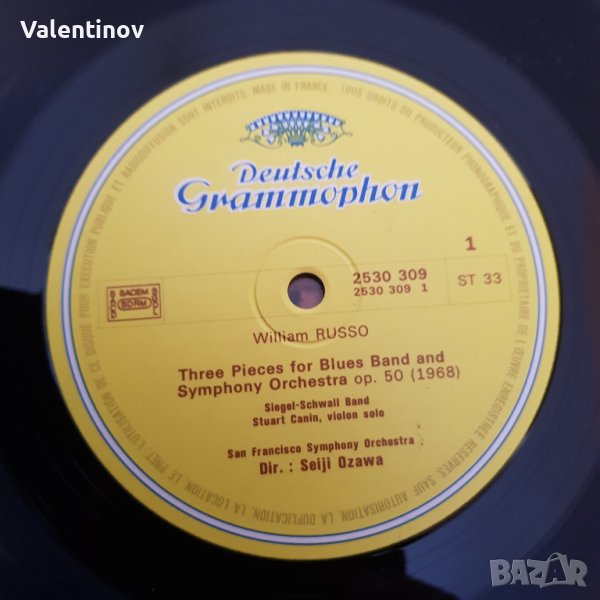 Valentinov
MADE IN FRANCE. TOUS DROITS DU PRODUCTEUR PHONOGRAPHIQUE ET DU PROPRIETAIRE DE L'ŒUVRE ENREGISTREE RESERVES. SAUF AUTORISATION, LA DUPLICATION, LA LOCATION, LE PRET, L'UTILISATION DE CE DISQUE POUR EXECUTION PUBLIQUE ET RADIODIFFUSION SONT INTERDITS.
Deutsche
Grammophon
1
SACEM
SDRM
2530 309
2530 309 1
ST 33
William RUSSO
Three Pieces for Blues Band and
Symphony Orchestra op. 50 (1968)
Siegel-Schwall Band
Stuart Canin, violon solo
San Francisco Symphony Orchestra
Dir. : Seiji Ozawa
BAZAR